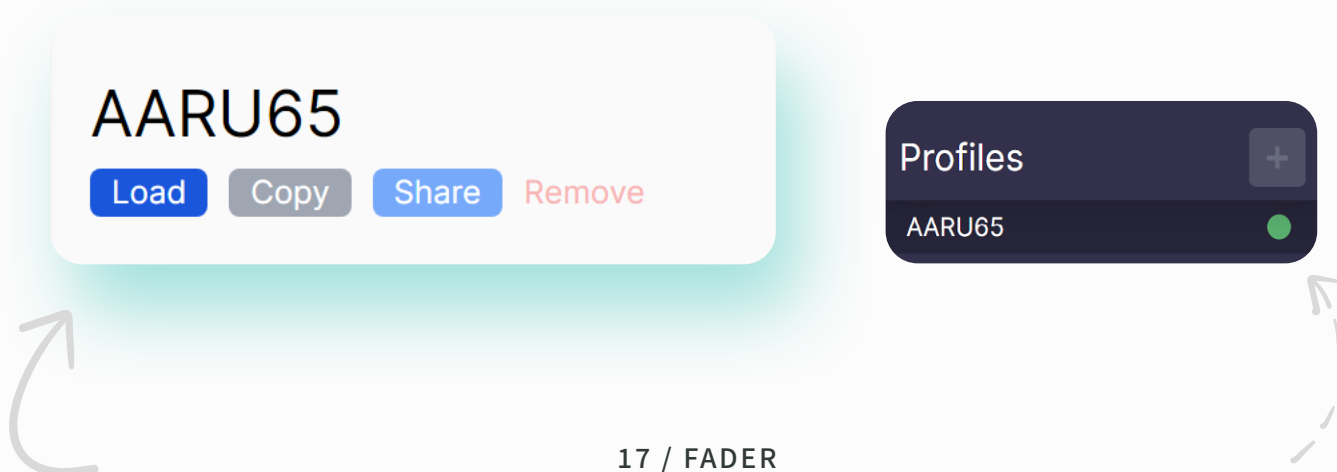 AARU65
Load Copy Share Remove
Profiles +
AARU65
17 / FADER